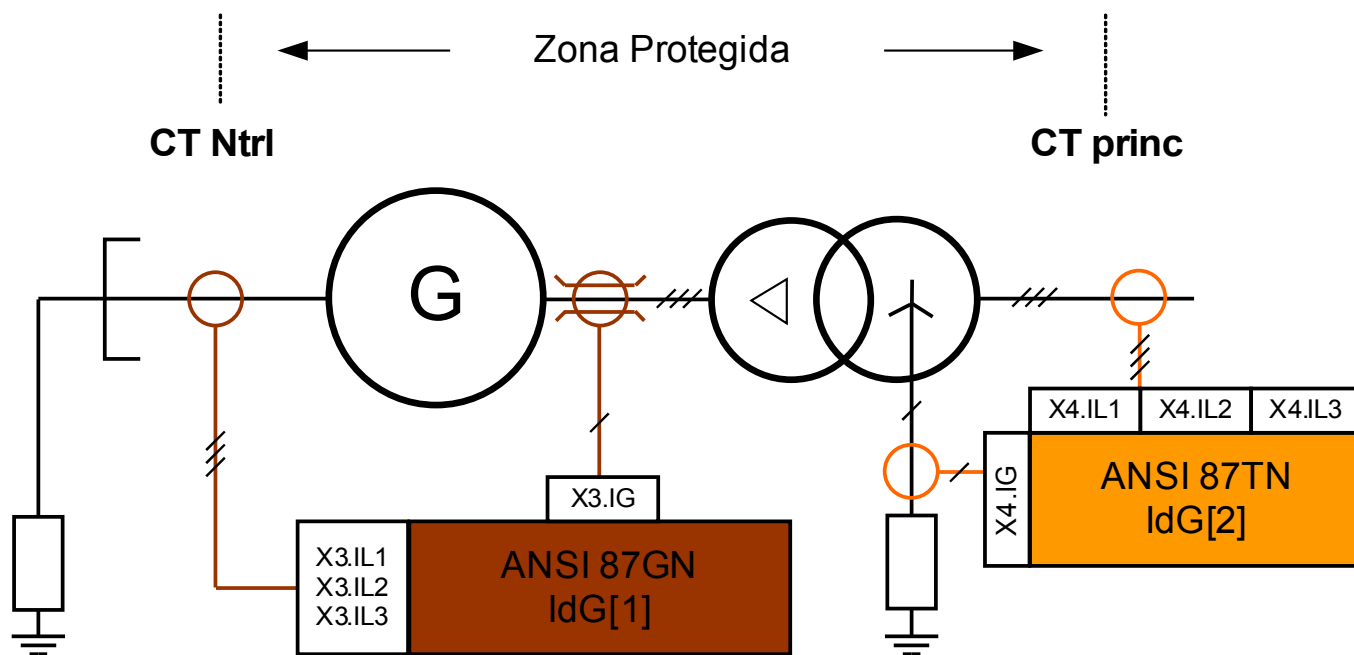 Zona Protegida
CT Ntrl
CT princ
G
X4.IL1
X4.IL2
X4.IL3
X4.IG
ANSI 87TN
IdG[2]
X3.IG
X3.IL1
X3.IL2
X3.IL3
ANSI 87GN
IdG[1]